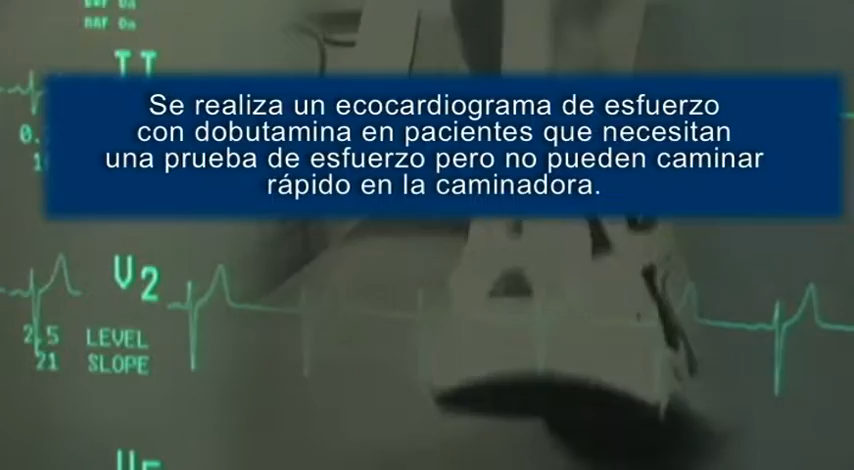 Se realiza un ecocardiograma de esfuerzo
con dobutamina en pacientes que necesitan
una prueba de esfuerzo pero no pueden caminar
rápido en la caminadora.
V2
2.5 LEVEL
21 SLOPE